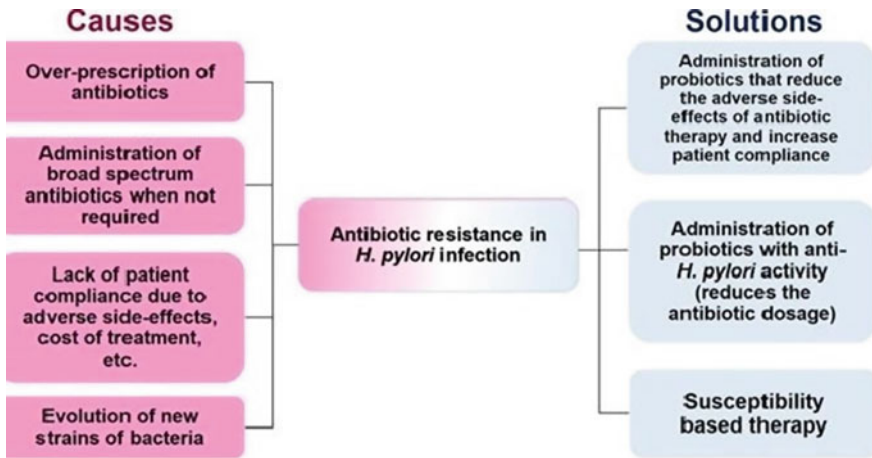 Causes
Over-prescription of
antibiotics
Administration of
broad spectrum
antibiotics when not
required
Lack of patient
compliance due to
adverse side-effects,
cost of treatment,
etc.
Evolution of new
strains of bacteria
Antibiotic resistance in
H. pylori infection
Solutions
Administration of
probiotics that reduce
the adverse side-
effects of antibiotic
therapy and increase
patient compliance
Administration of
probiotics with anti-
H. pylori activity
(reduces the
antibiotic dosage)
Susceptibility
based therapy